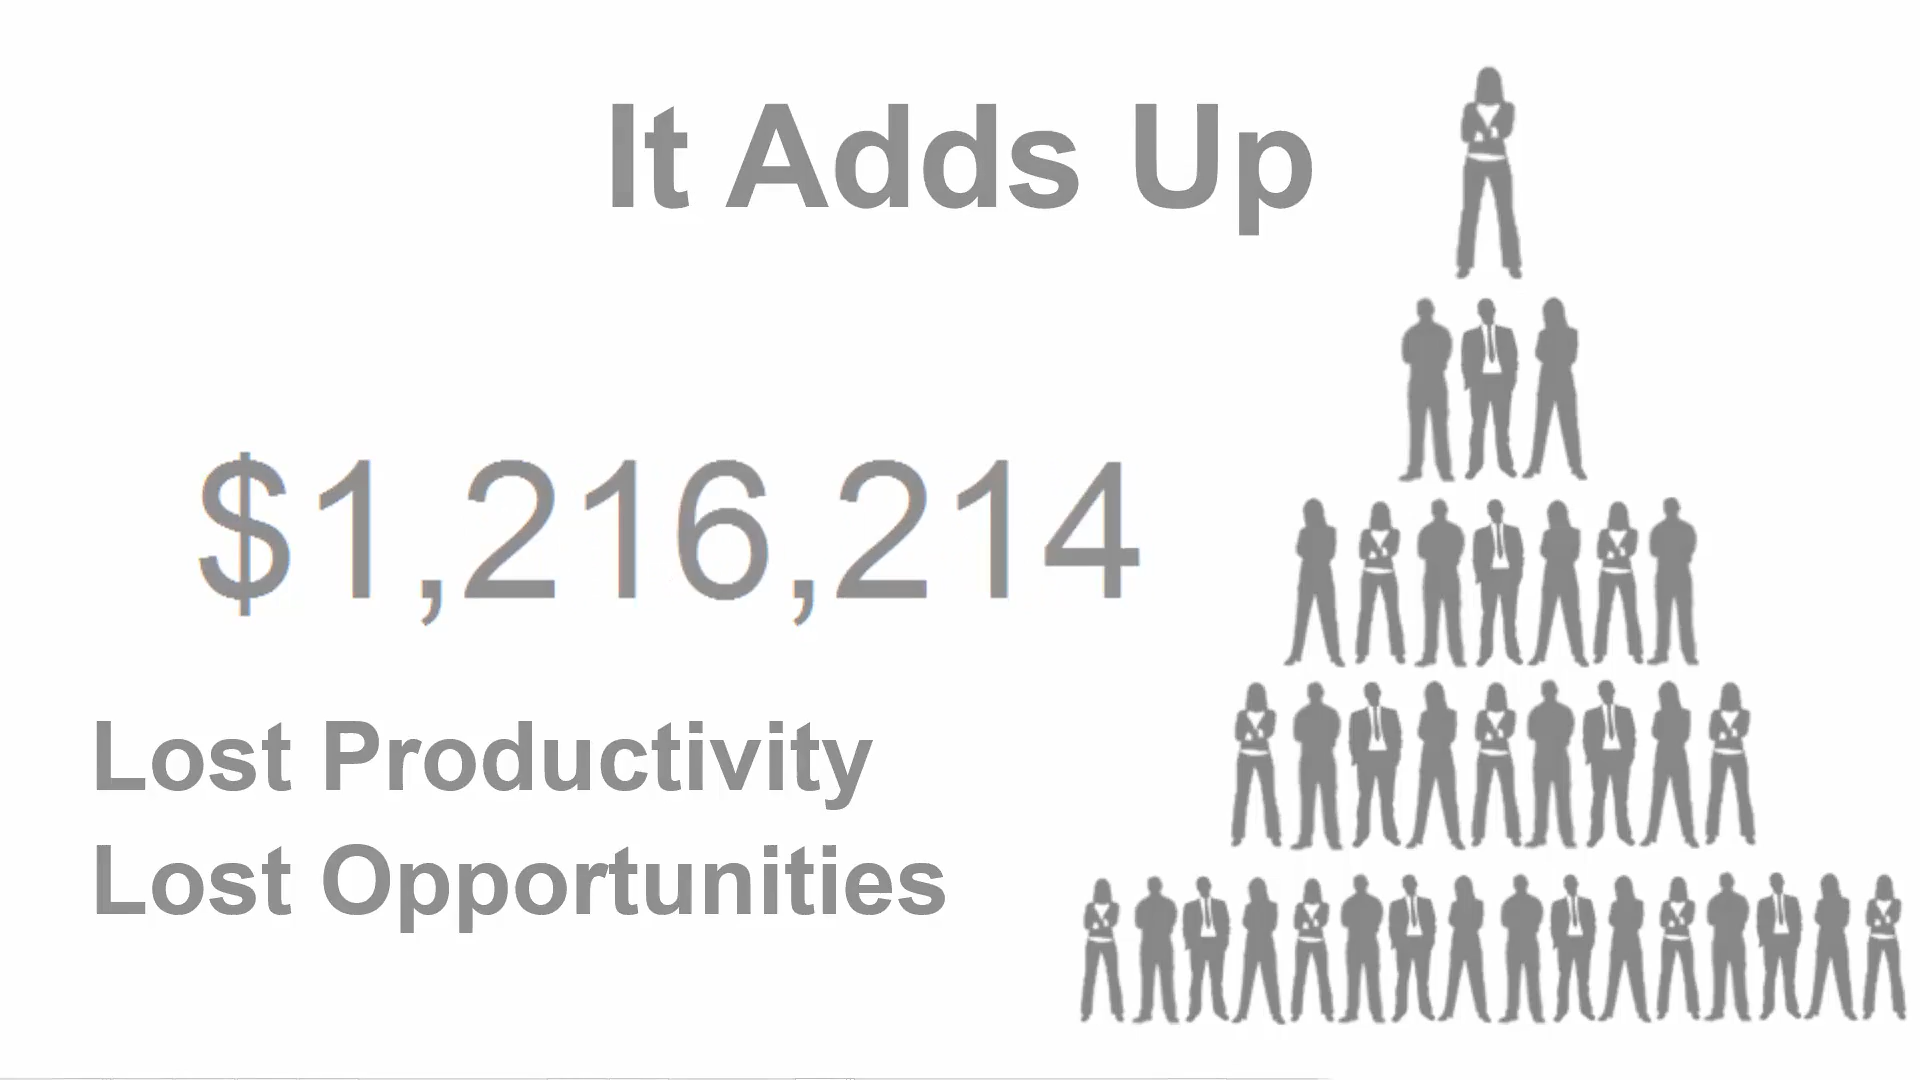 It Adds Up
$1,216,214
Lost Productivity
Lost Opportunities